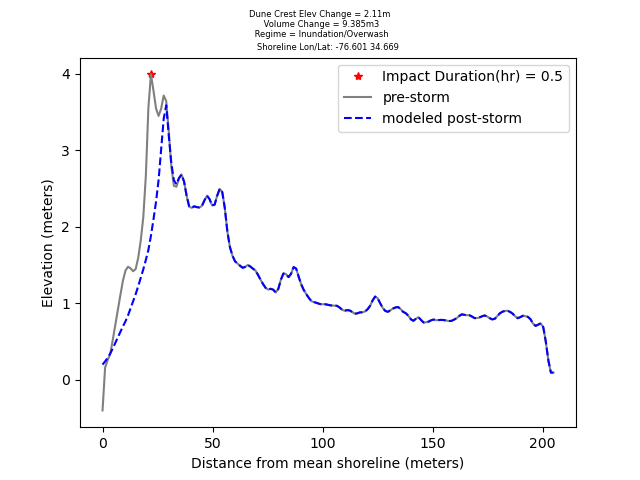 Dune Crest Elev Change = 2.11m
Volume Change = 9.385m3
Regime = Inundation/Overwash
Shoreline Lon/Lat: -76.601 34.669
Impact Duration(hr) = 0.5
pre-storm
modeled post-storm
Elevation (meters)
4
3
2
1
0
0 50 100 150 200
Distance from mean shoreline (meters)